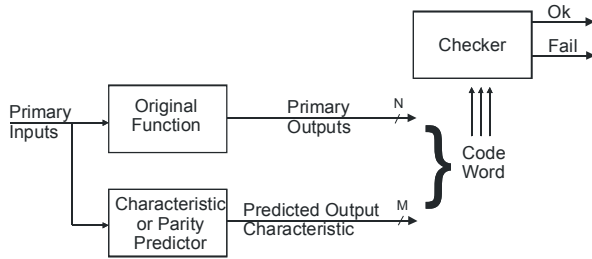 Ok
Checker
Fail
Primary
Inputs
Original
Function
Primary
Outputs
N
Code
Word
Characteristic
or Parity
Predictor
Predicted Output
Characteristic
M